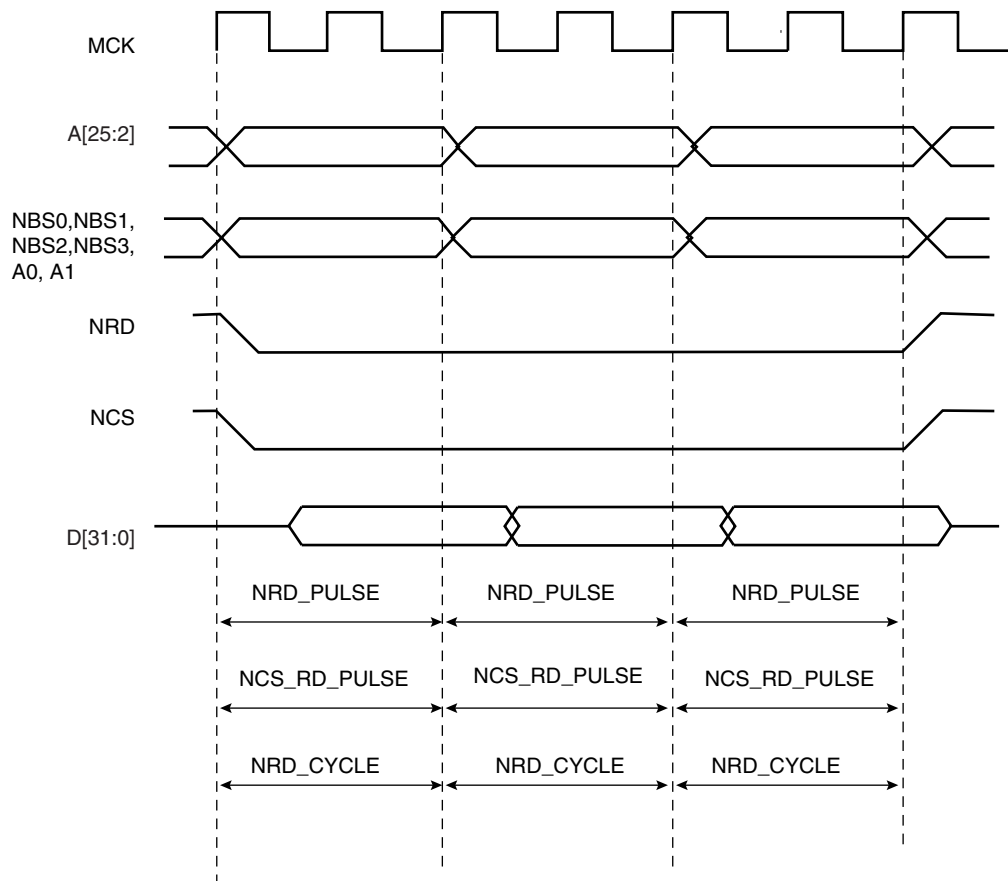 MCK
A[25:2]
NBS0,NBS1,
NBS2,NBS3,
A0, A1
NRD
NCS
D[31:0]
NRD_PULSE NRD_PULSE NRD_PULSE
NCS_RD_PULSE NCS_RD_PULSE NCS_RD_PULSE
NRD_CYCLE NRD_CYCLE NRD_CYCLE